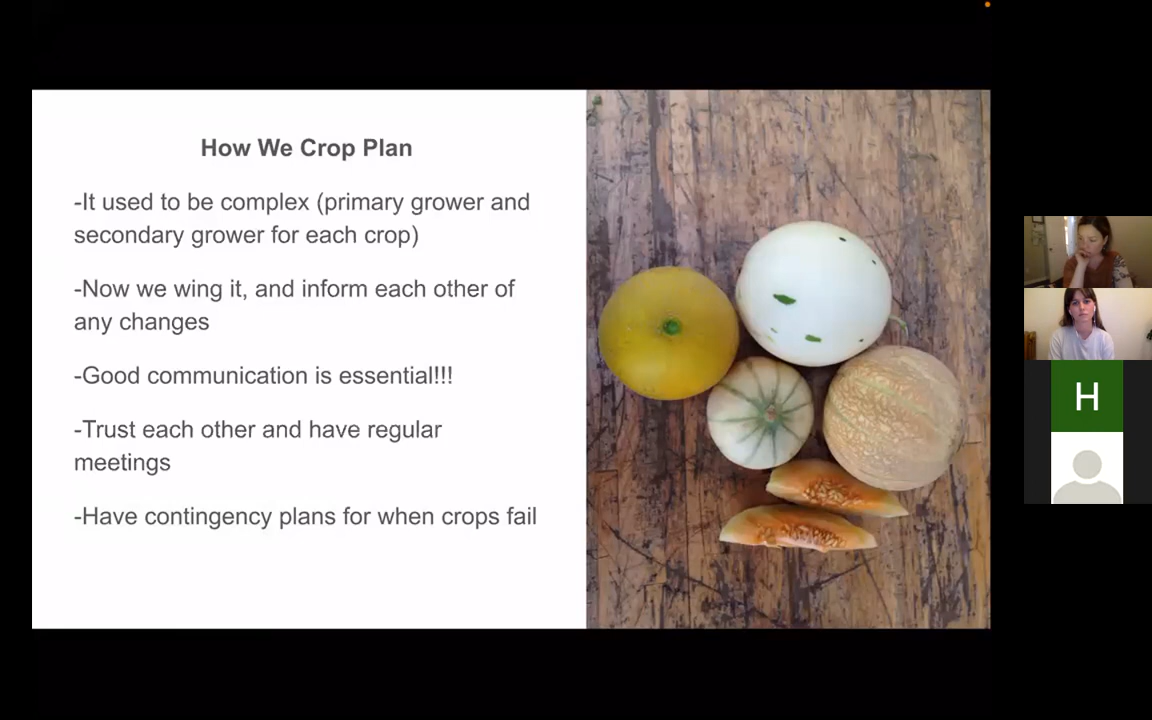 How We Crop Plan
-It used to be complex (primary grower and
secondary grower for each crop)
-Now we wing it, and inform each other of
any changes
-Good communication is essential!!!
-Trust each other and have regular
meetings
-Have contingency plans for when crops fail
H